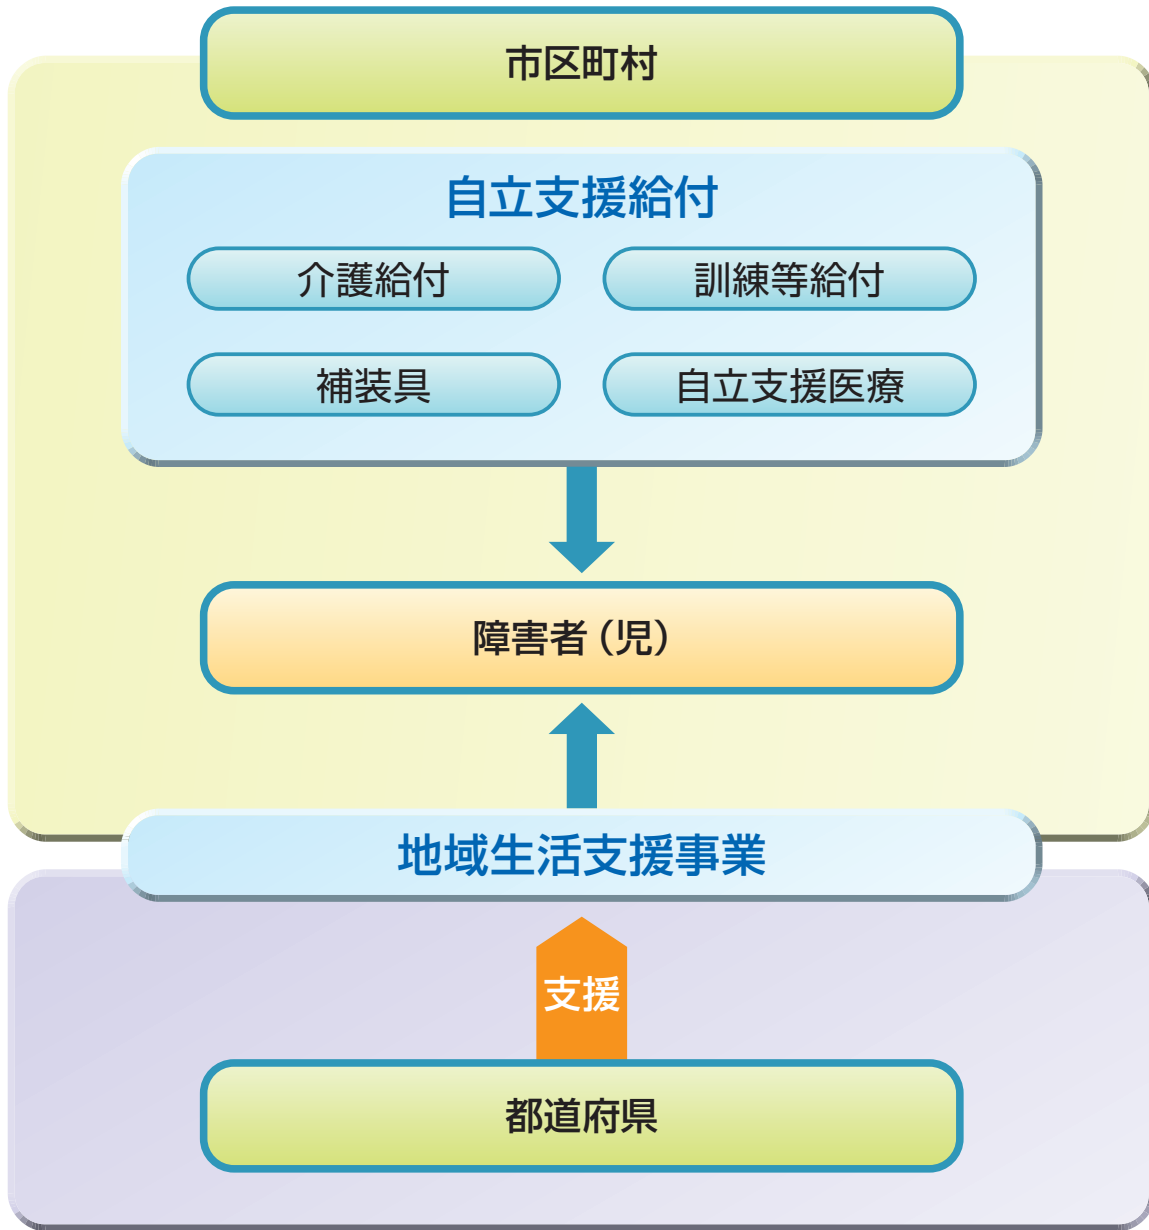 市区町村
自立支援給付
介護給付
訓練等給付
補装具
自立支援医療
障害者（児）
地域生活支援事業
支援
都道府県